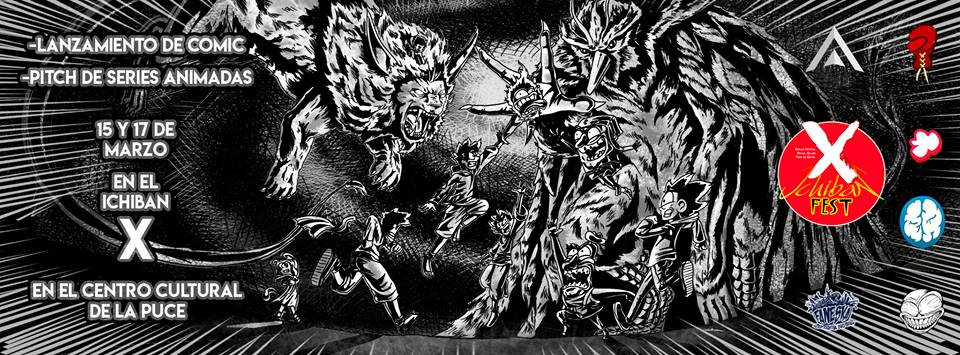 -LANZAMIENTO DE COMIC
-PITCH DE SERIES ANIMADAS
15 Y 17 DE
MARZO
EN EL
ICHIBAN
X
EN EL CENTRO CULTURAL
DE LA PUCE
X
Ichiban
FEST